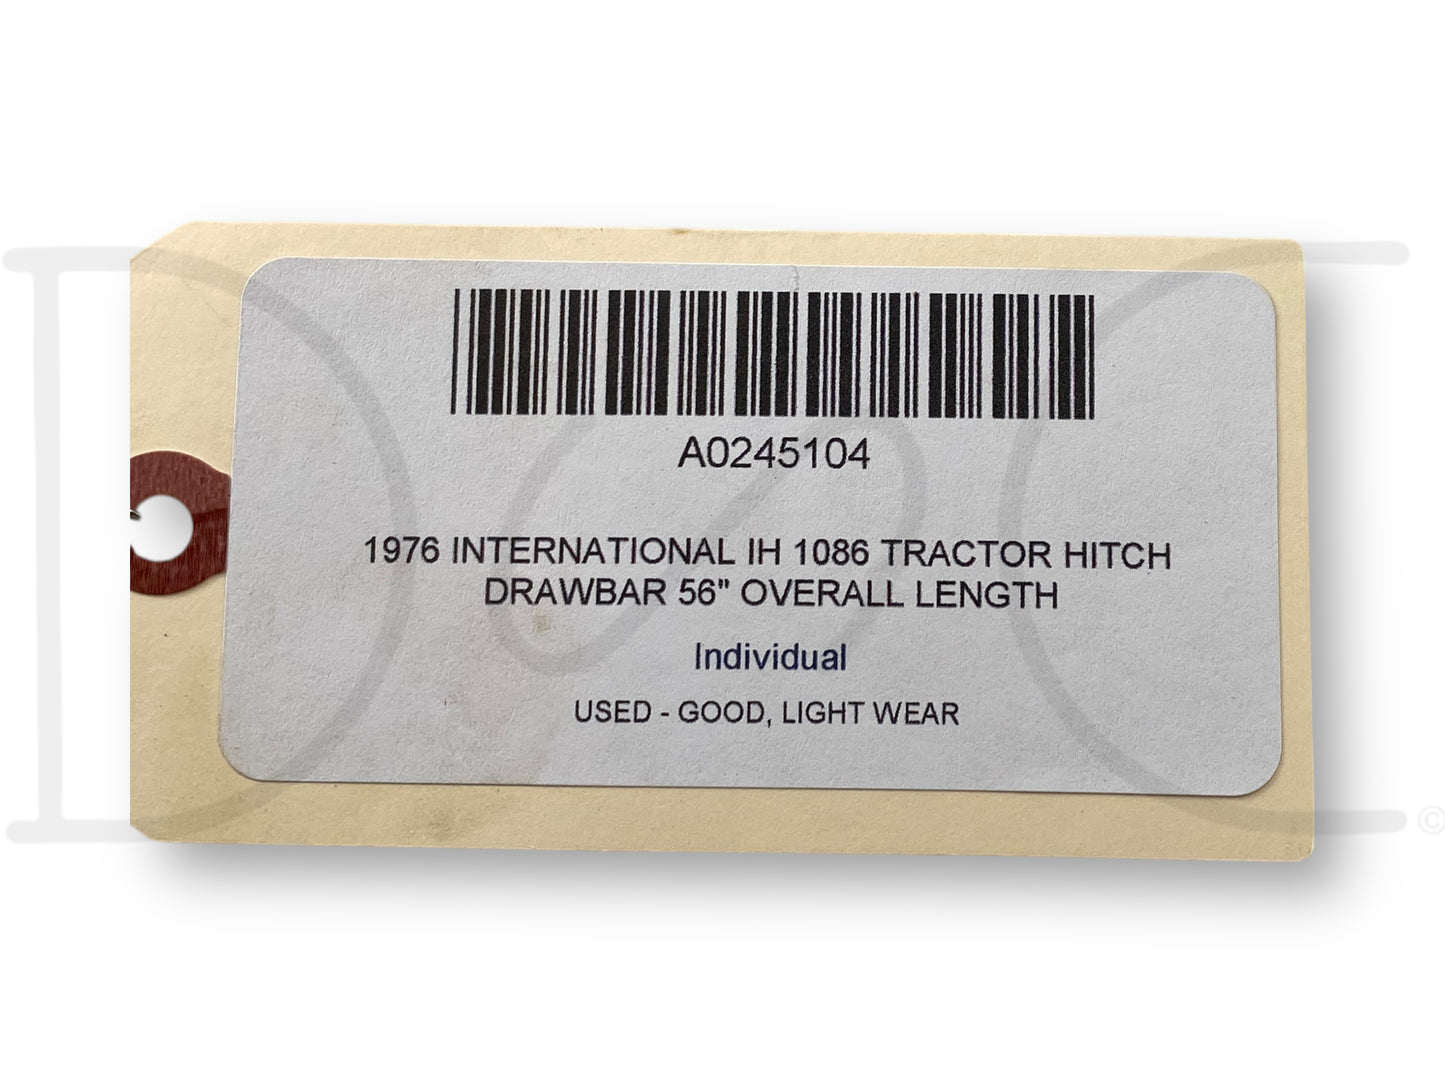 A0245104
1976 INTERNATIONAL IH 1086 TRACTOR HITCH
DRAWBAR 56" OVERALL LENGTH
Individual
USED - GOOD, LIGHT WEAR
©